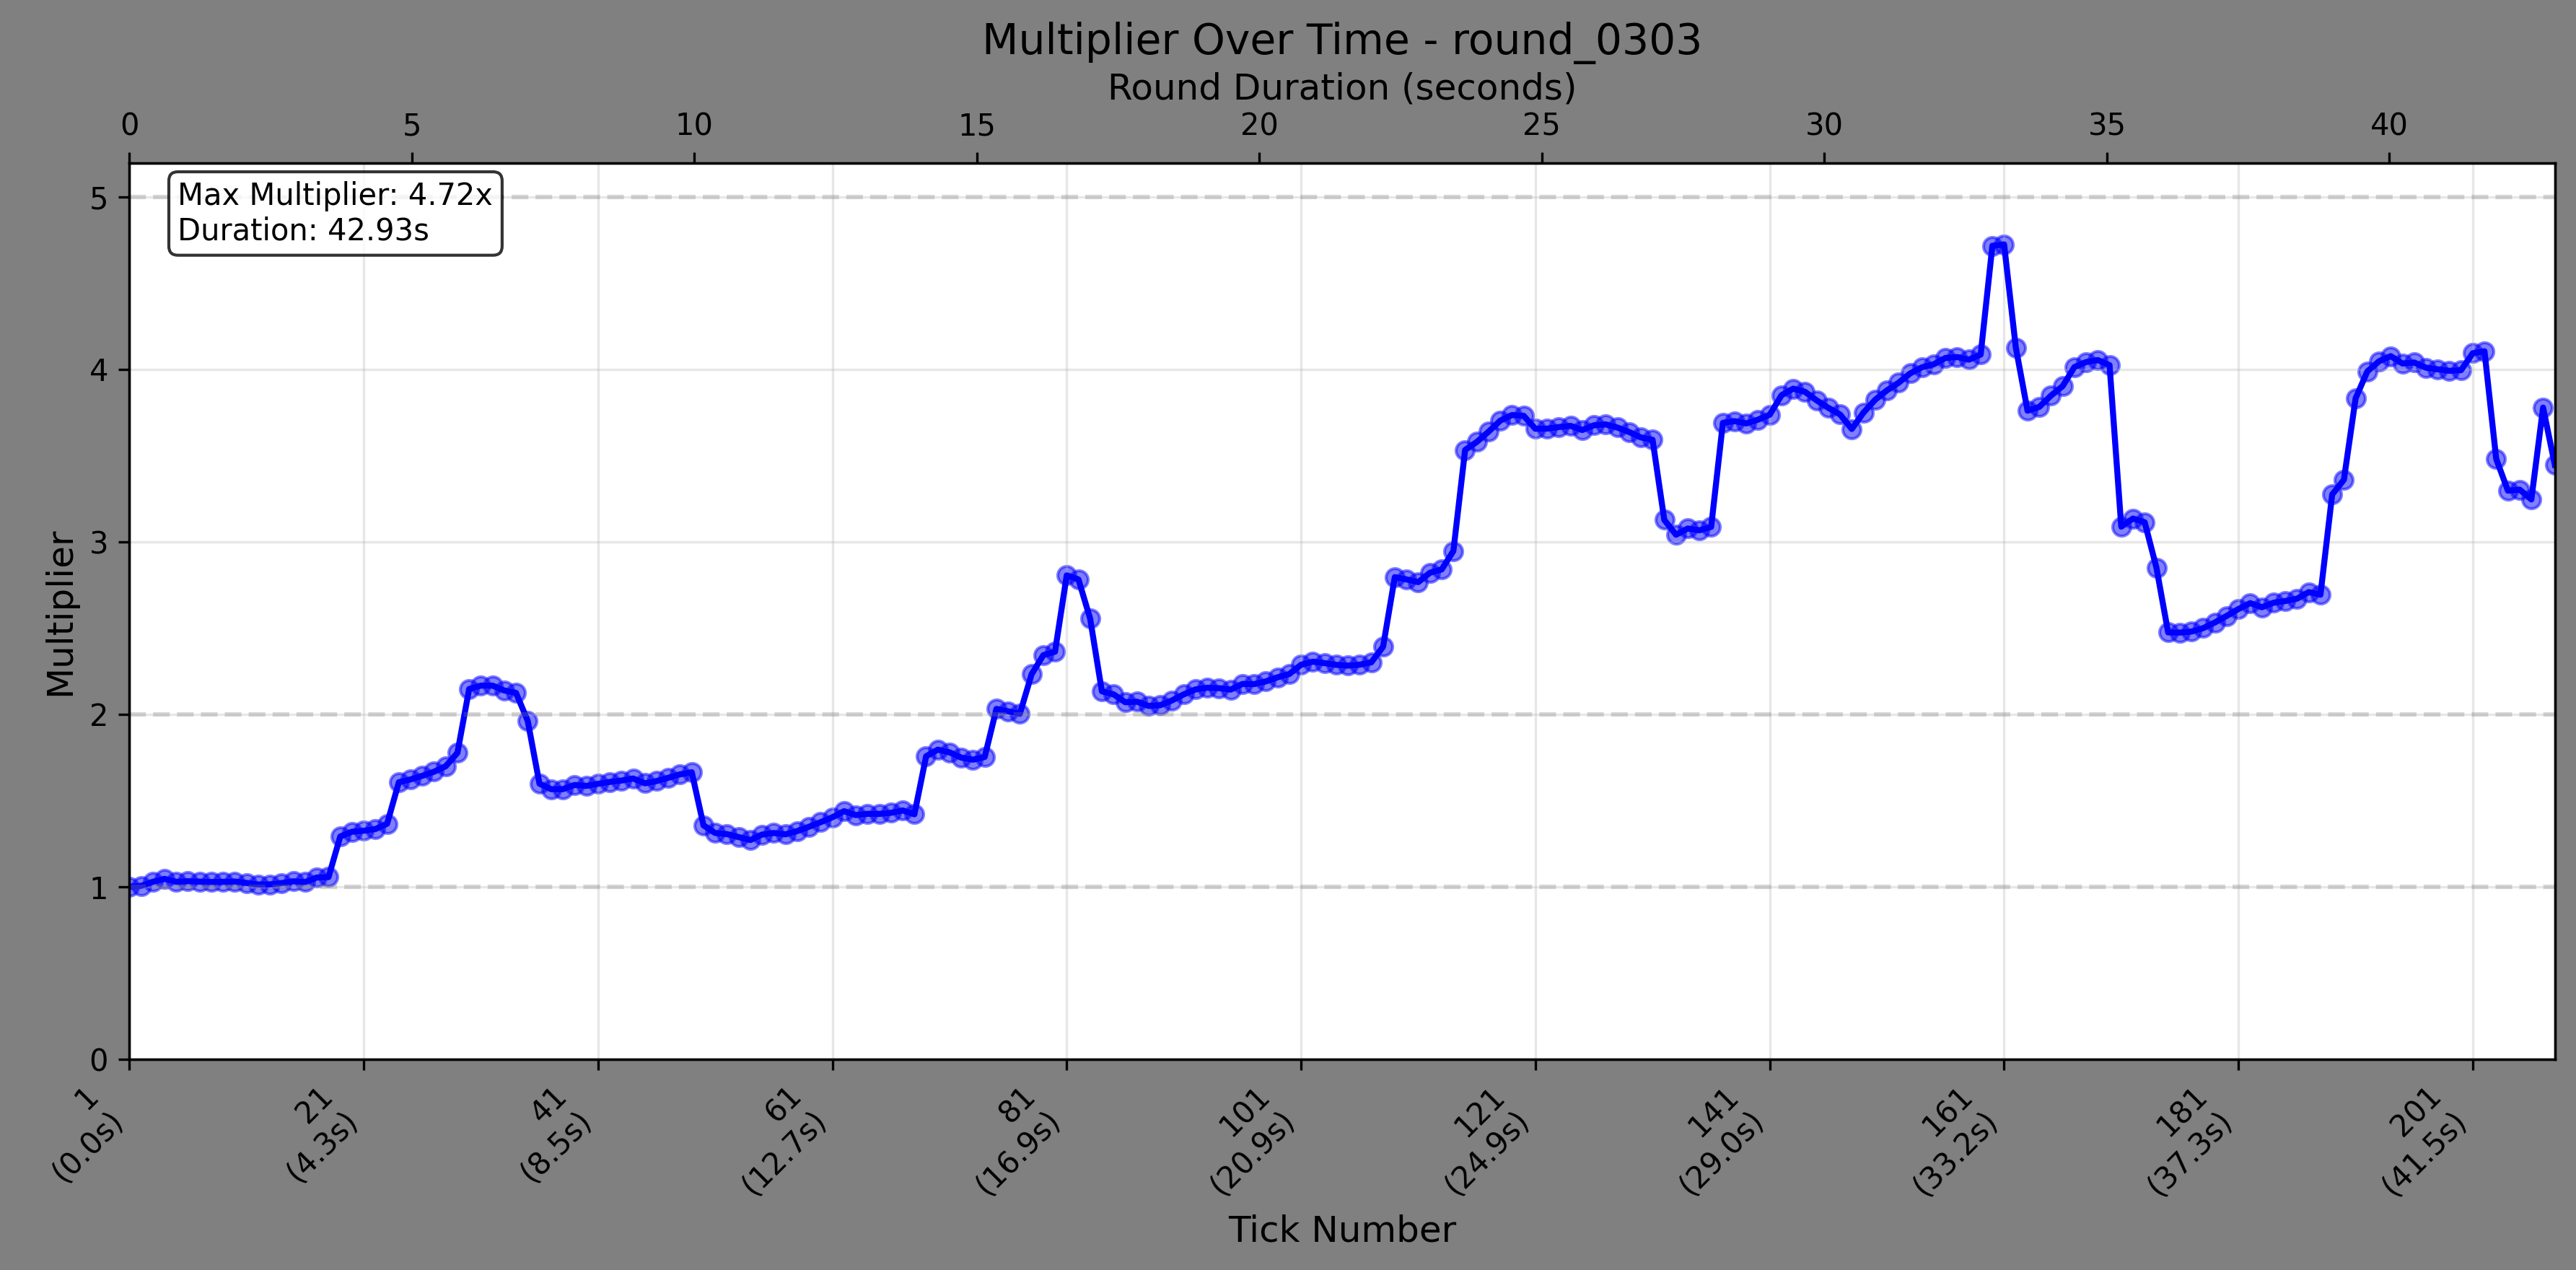 Multiplier Over Time - round_0303
Round Duration (seconds)
0 5 10 15 20 25 30 35 40
Max Multiplier: 4.72x
Duration: 42.93s
5
4
3
2
1
0
Multiplier
1
(0.0s)
21
(4.3s)
41
(8.5s)
61
(12.7s)
81
(16.9s)
101
(20.9s)
121
(24.9s)
141
(29.0s)
161
(33.2s)
181
(37.3s)
201
(41.5s)
Tick Number